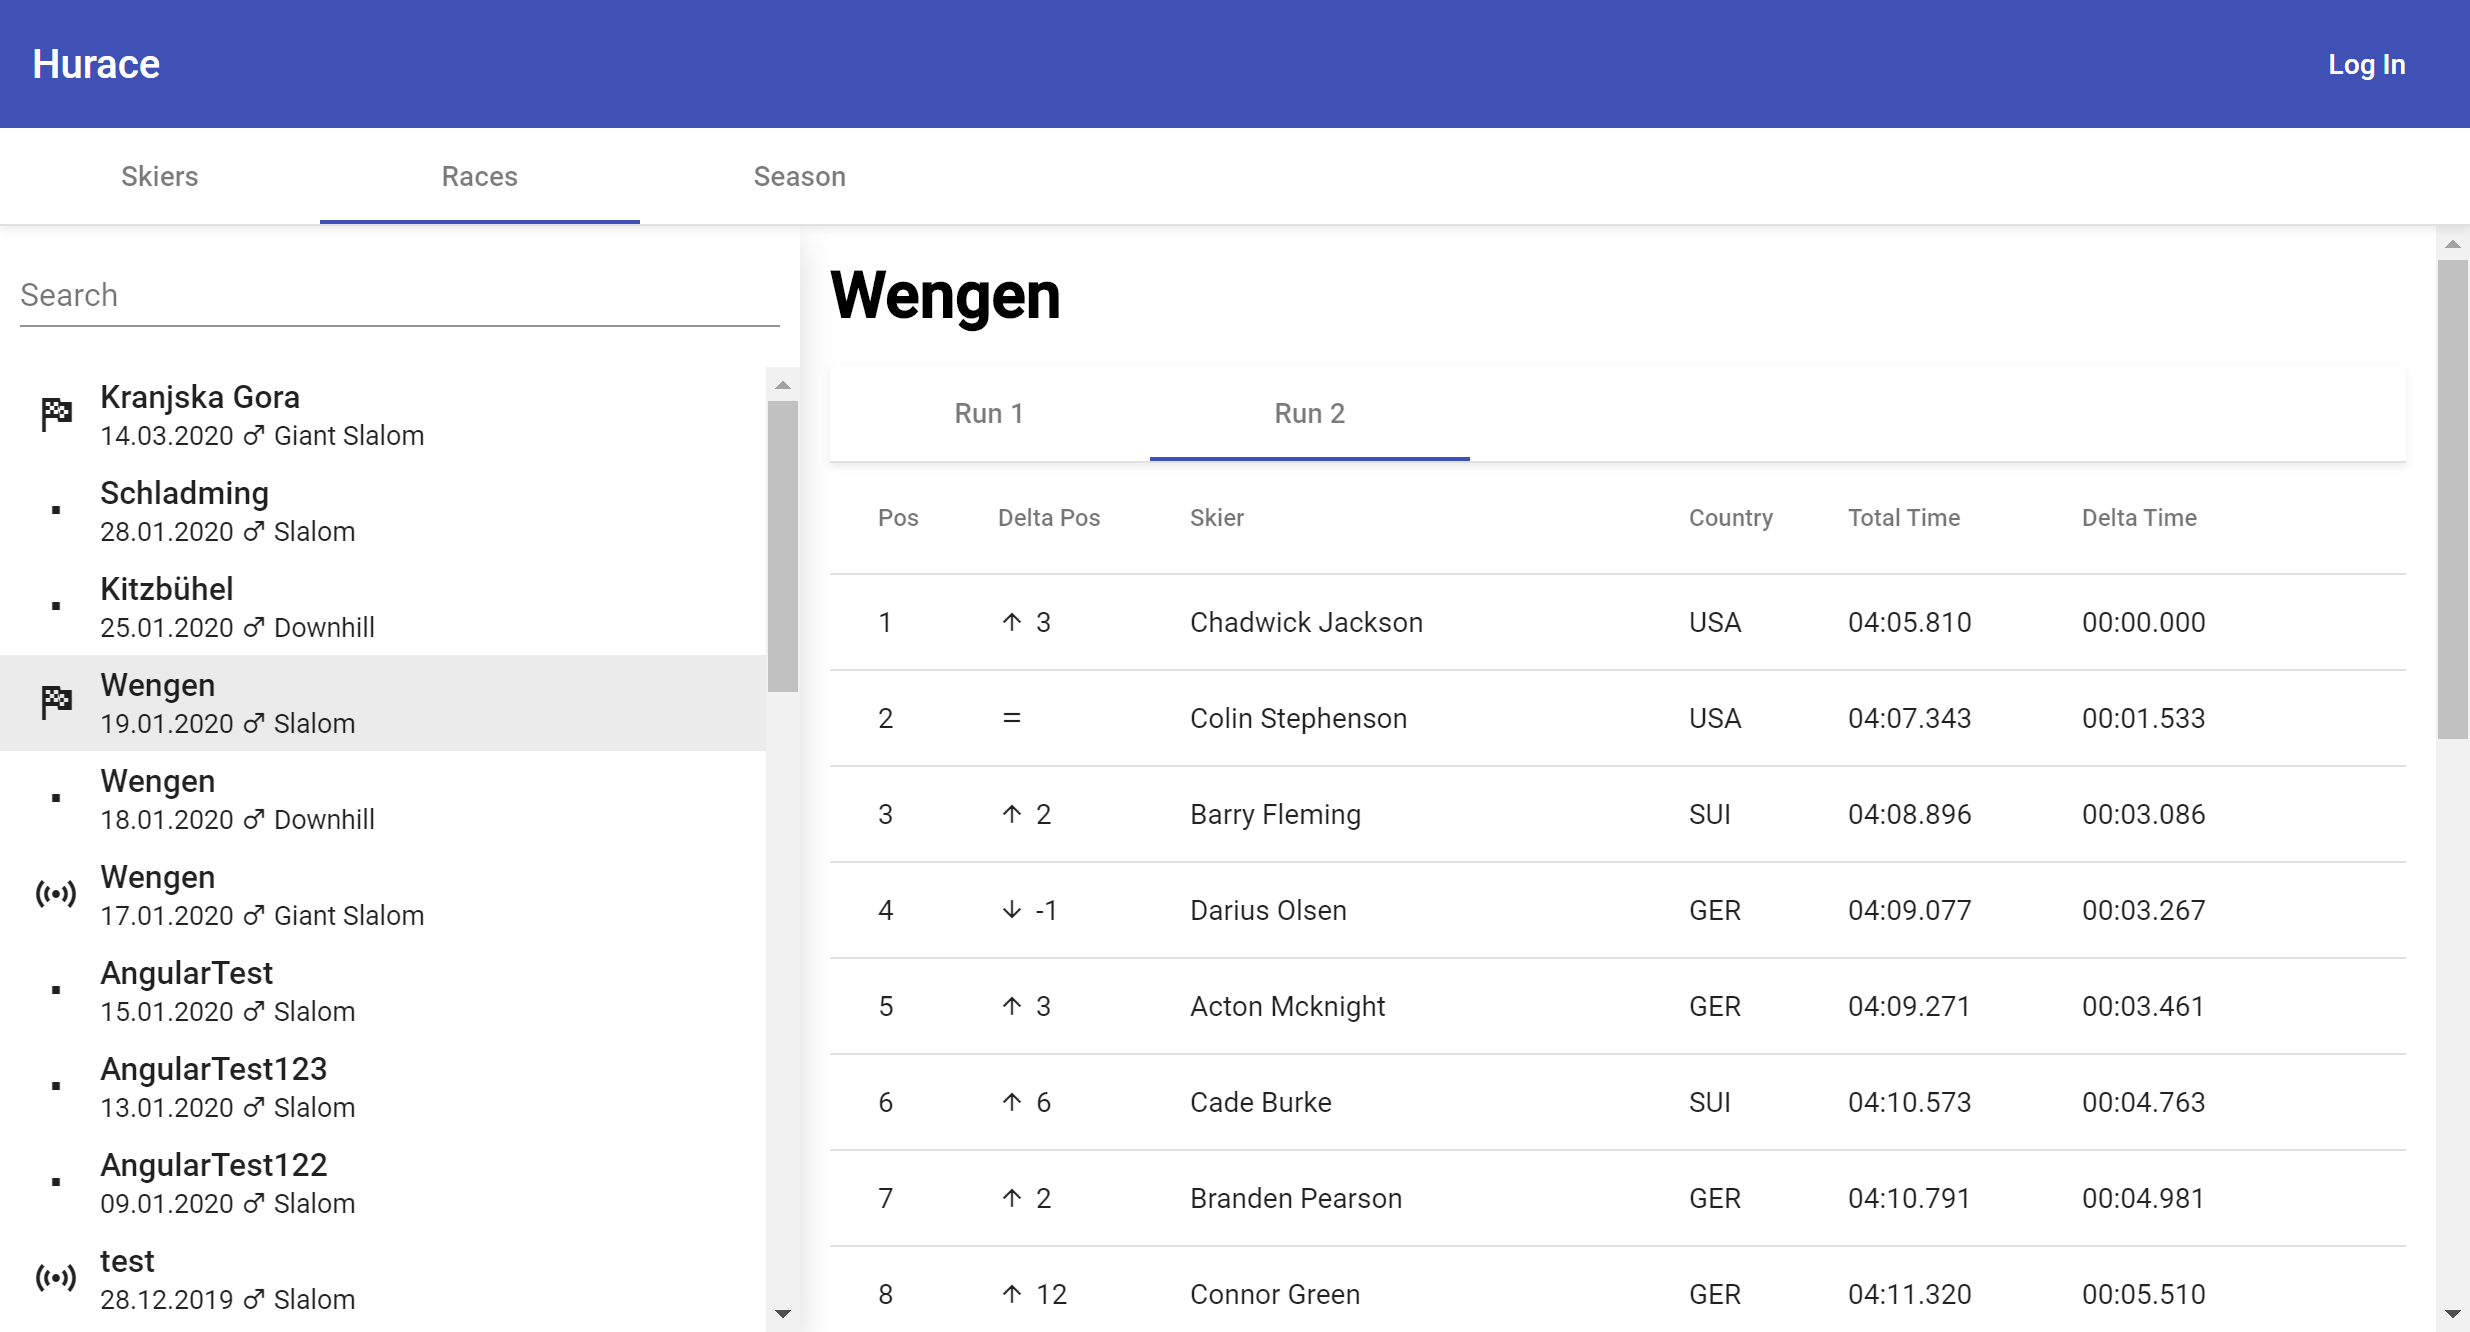 Hurace
Log In
Skiers Races Season
Search
Kranjska Gora
14.03.2020 ♂ Giant Slalom
Schladming
28.01.2020 ♂ Slalom
Kitzbühel
25.01.2020 ♂ Downhill
Wengen
19.01.2020 ♂ Slalom
Wengen
18.01.2020 ♂ Downhill
Wengen
17.01.2020 ♂ Giant Slalom
AngularTest
15.01.2020 ♂ Slalom
AngularTest123
13.01.2020 ♂ Slalom
AngularTest122
09.01.2020 ♂ Slalom
test
28.12.2019 ♂ Slalom
Wengen
Run 1 Run 2
Pos Delta Pos Skier Country Total Time Delta Time
1 ↑ 3 Chadwick Jackson USA 04:05.810 00:00.000
2 = Colin Stephenson USA 04:07.343 00:01.533
3 ↑ 2 Barry Fleming SUI 04:08.896 00:03.086
4 ↓ -1 Darius Olsen GER 04:09.077 00:03.267
5 ↑ 3 Acton Mcknight GER 04:09.271 00:03.461
6 ↑ 6 Cade Burke SUI 04:10.573 00:04.763
7 ↑ 2 Branden Pearson GER 04:10.791 00:04.981
8 ↑ 12 Connor Green GER 04:11.320 00:05.510